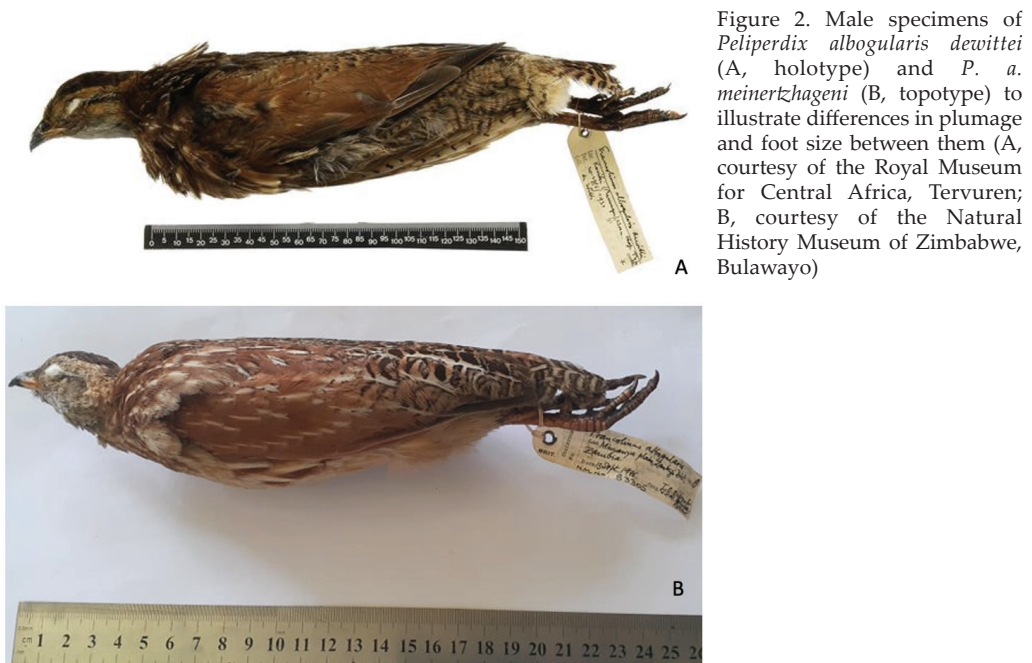 Figure 2. Male specimens of
Peliperdix albogularis dewittei
(A, holotype) and P. a.
meinertzhageni (B, topotype) to
illustrate differences in plumage
and foot size between them (A,
courtesy of the Royal Museum
for Central Africa, Tervuren;
B, courtesy of the Natural
History Museum of Zimbabwe,
Bulawayo)
0 5 10 15 20 25 30 35 40 45 50 55 60 65 70 75 80 85 90 95 100 105 110 115 120 125 130 135 140 145 150
A
Zambia
83305
B
cm 1 2 3 4 5 6 7 8 9 10 11 12 13 14 15 16 17 18 19 20 21 22 23 24 25